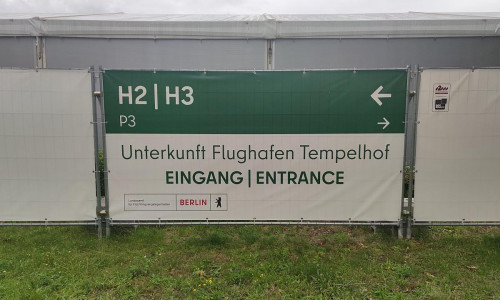 H2 | H3 ←
P3 →
Unterkunft Flughafen Tempelhof
EINGANG | ENTRANCE
BERLIN